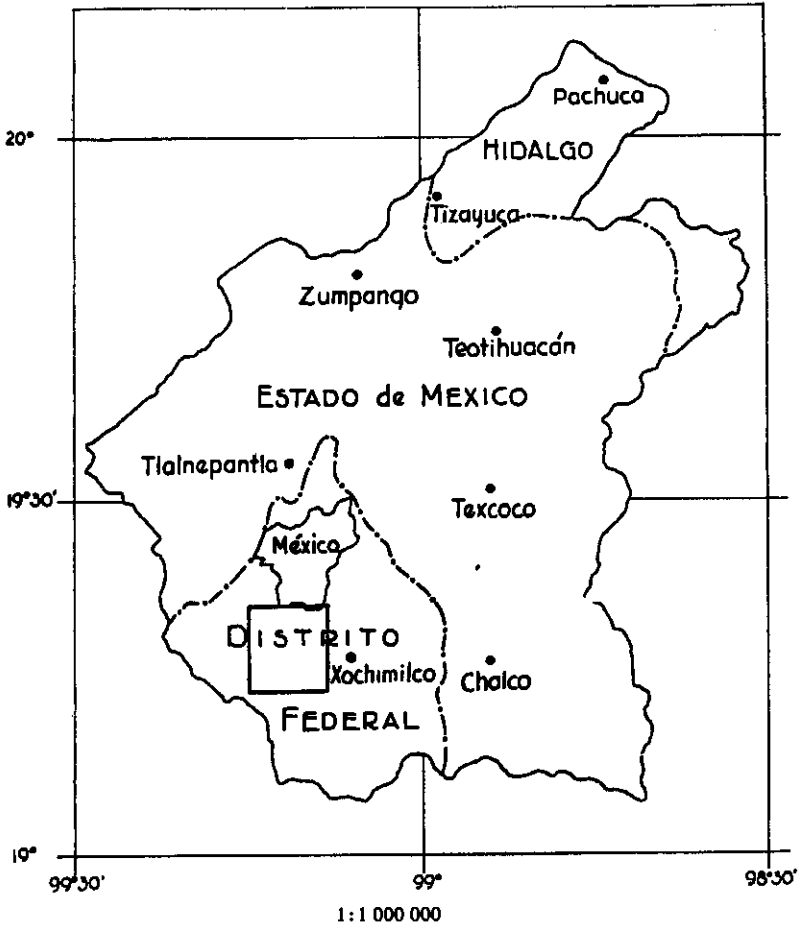 Pachuca
20°
HIDALGO
Tizayuca
Zumpango
Teotihuacán
ESTADO de MEXICO
Tlalnepantla
19°30'
Texcoco
México
DISTRITO
Xochimilco
Chalco
FEDERAL
19°
99°30'
99°
98°30'
1:1 000 000